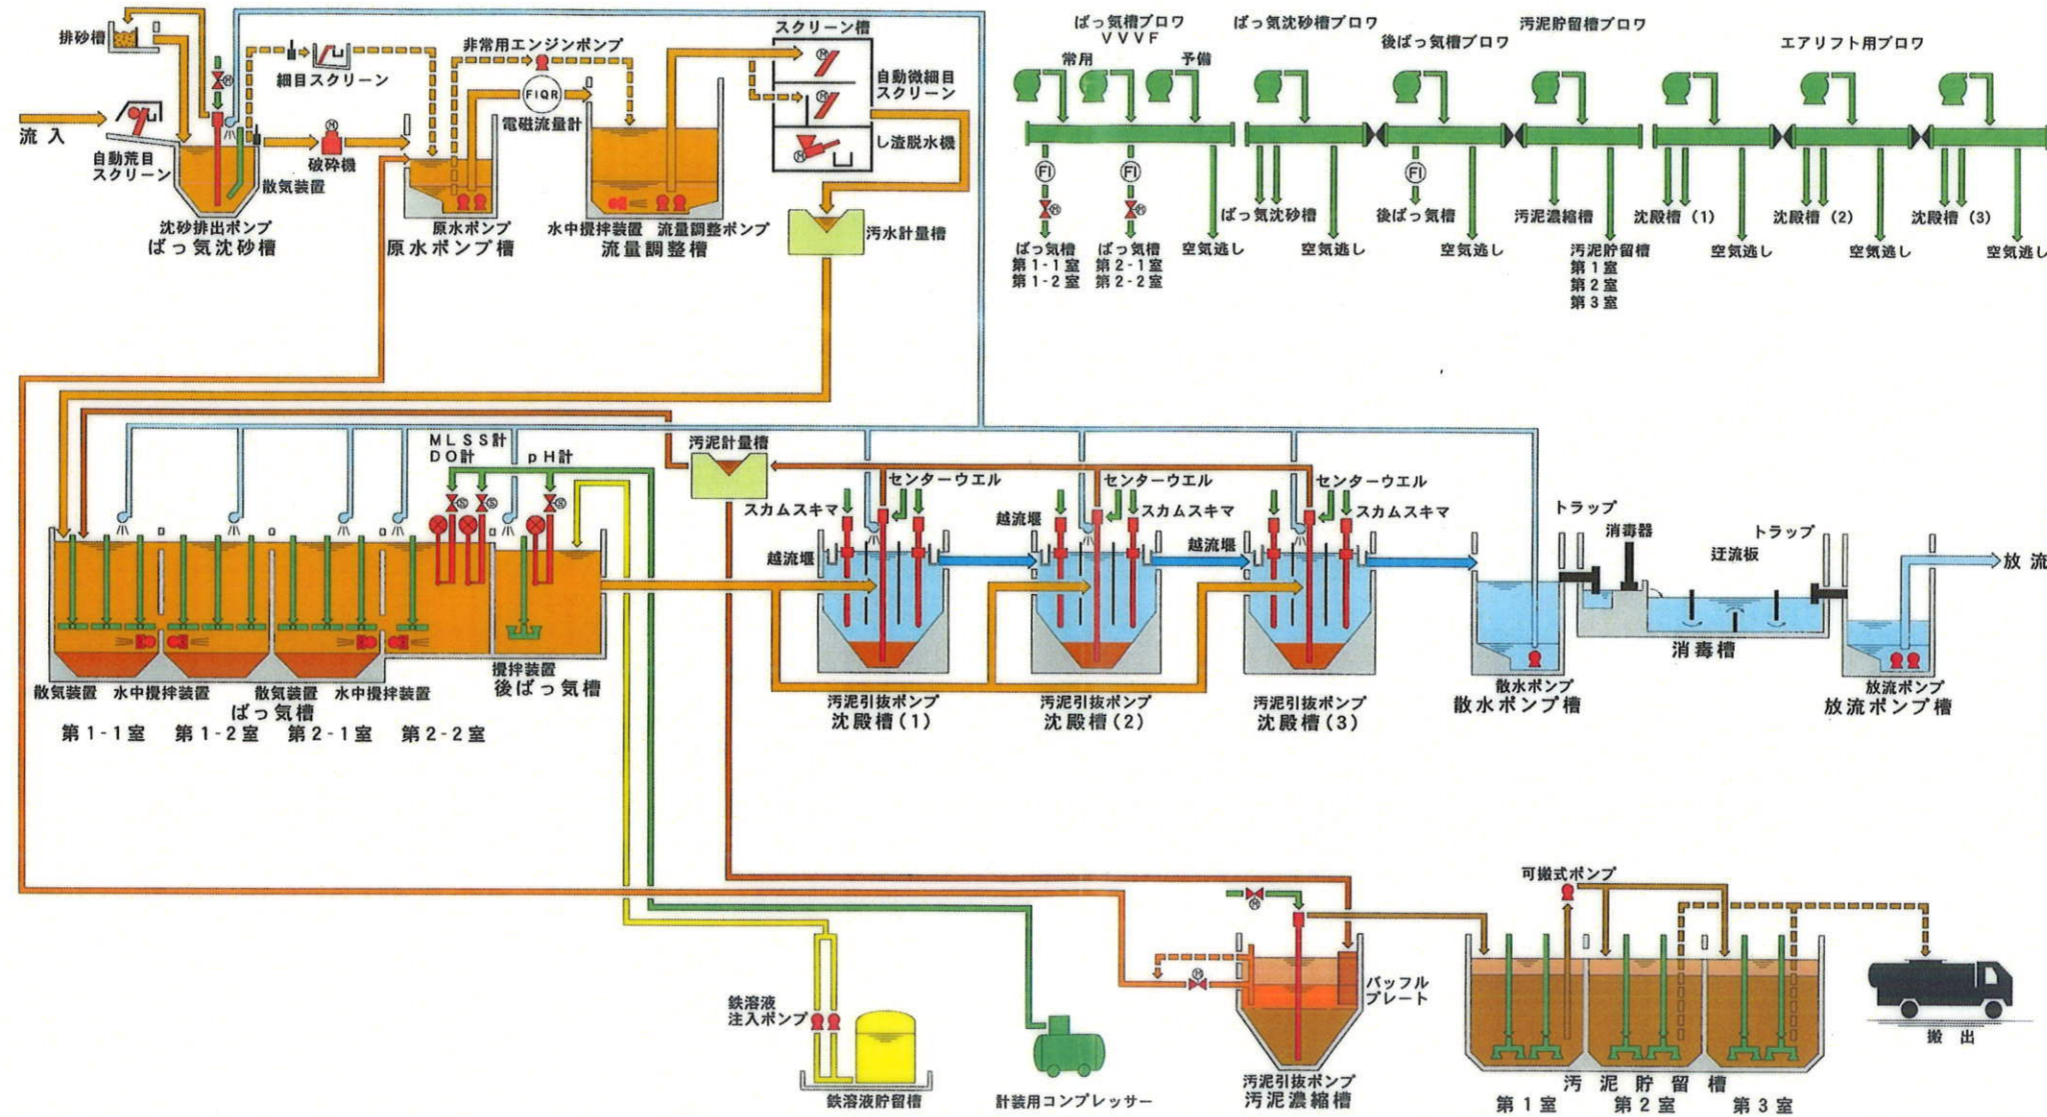 排砂槽
流入
自動荒目
スクリーン
細目スクリーン
破砕機
散気装置
沈砂排出ポンプ
ばっ気沈砂槽
非常用エンジンポンプ
FIQR
電磁流量計
原水ポンプ
原水ポンプ槽
水中攪拌装置
流量調整ポンプ
流量調整槽
スクリーン槽
自動微細目
スクリーン
し渣脱水機
汚水計量槽
ばっ気槽ブロワ
VVVF
常用
予備
ばっ気沈砂槽ブロワ
後ばっ気槽ブロワ
汚泥貯留槽ブロワ
エアリフト用ブロワ
FI
FI
FI
ばっ気槽
第1-1室
第1-2室
ばっ気槽
第2-1室
第2-2室
空気逃し
ばっ気沈砂槽
空気逃し
後ばっ気槽
空気逃し
汚泥濃縮槽
汚泥貯留槽
第1室
第2室
第3室
沈殿槽(1)
空気逃し
沈殿槽(2)
空気逃し
沈殿槽(3)
空気逃し
MLSS計
DO計
pH計
汚泥計量槽
散気装置
水中攪拌装置
散気装置
水中攪拌装置
ばっ気槽
第1-1室
第1-2室
第2-1室
第2-2室
攪拌装置
後ばっ気槽
センターウエル
スカムスキマ
越流堰
汚泥引抜ポンプ
沈殿槽(1)
センターウエル
スカムスキマ
越流堰
汚泥引抜ポンプ
沈殿槽(2)
センターウエル
スカムスキマ
越流堰
汚泥引抜ポンプ
沈殿槽(3)
散水ポンプ
散水ポンプ槽
トラップ
消毒器
迂流板
トラップ
消毒槽
放流
放流ポンプ
放流ポンプ槽
鉄溶液
注入ポンプ
鉄溶液貯留槽
計装用コンプレッサー
バッフル
プレート
汚泥引抜ポンプ
汚泥濃縮槽
可搬式ポンプ
汚泥貯留槽
第1室
第2室
第3室
搬出